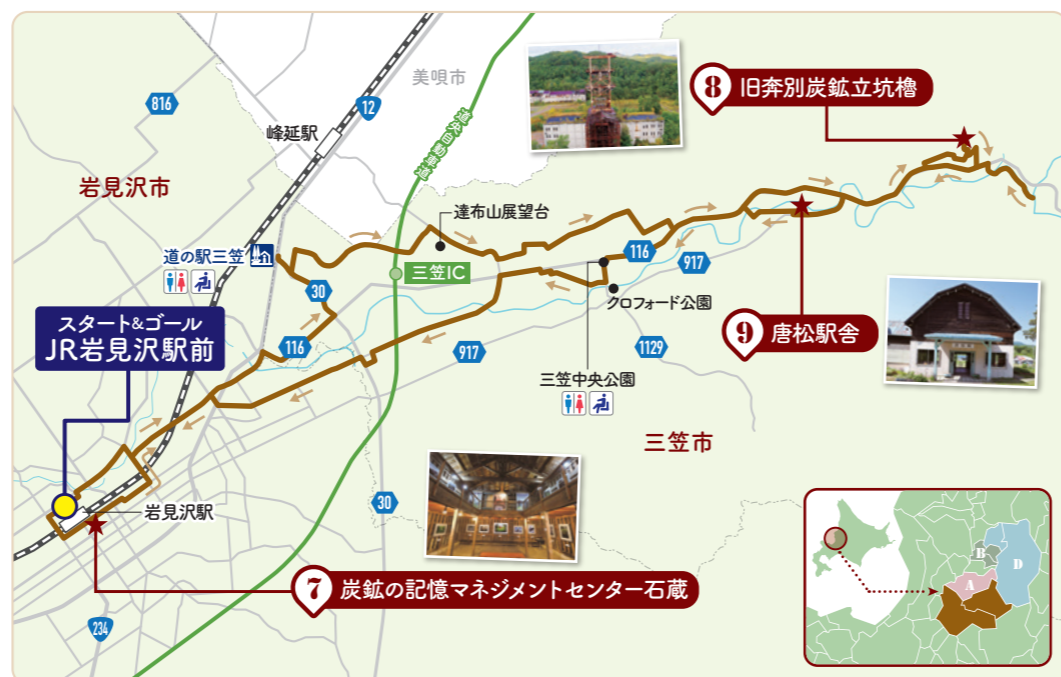 美唄市
816
12
道央自動車道
峰延駅
岩見沢市
8 旧奔別炭鉱立坑櫓
達布山展望台
道の駅三笠
三笠IC
116
917
30
クロフォード公園
スタート&ゴール
JR岩見沢駅前
9 唐松駅舎
116
917
1129
三笠中央公園
三笠市
30
岩見沢駅
7 炭鉱の記憶マネジメントセンター石蔵
234
A
B
D